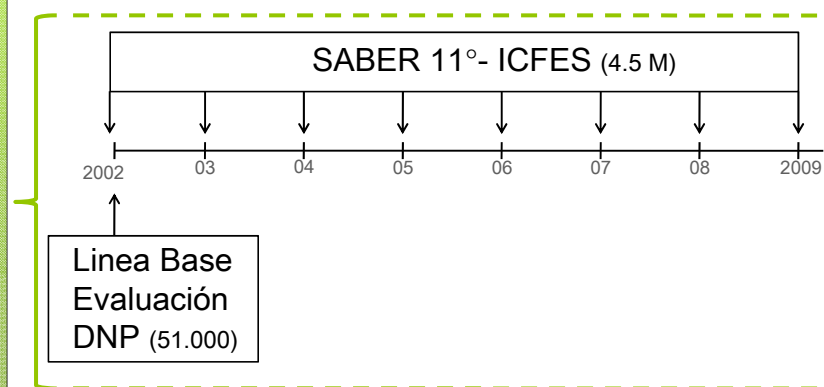 SABER 11°- ICFES (4.5 M)
2002 03 04 05 06 07 08 2009
Linea Base
Evaluación
DNP (51.000)